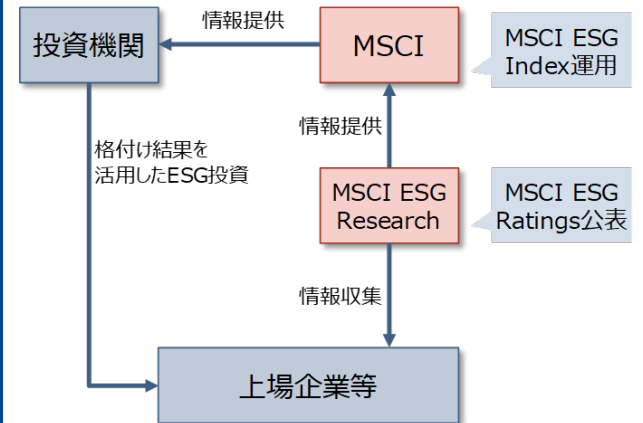 情報提供
投資機関
MSCI
MSCI ESG
Index運用
情報提供
格付け結果を
活用したESG投資
MSCI ESG
Research
MSCI ESG
Ratings公表
情報収集
上場企業等